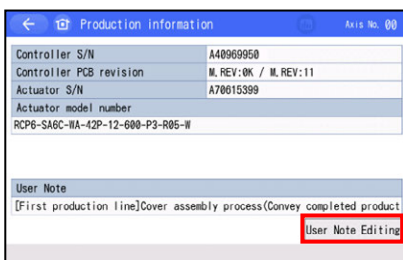 Production information
Axis No. 00
Controller S/N A40969950
Controller PCB revision M.REV:0K / M.REV:11
Actuator S/N A70615399
Actuator model number
RCP6-SA6C-WA-42P-12-600-P3-R05-W
User Note
[First production line]Cover assembly process(Convey completed product
User Note Editing